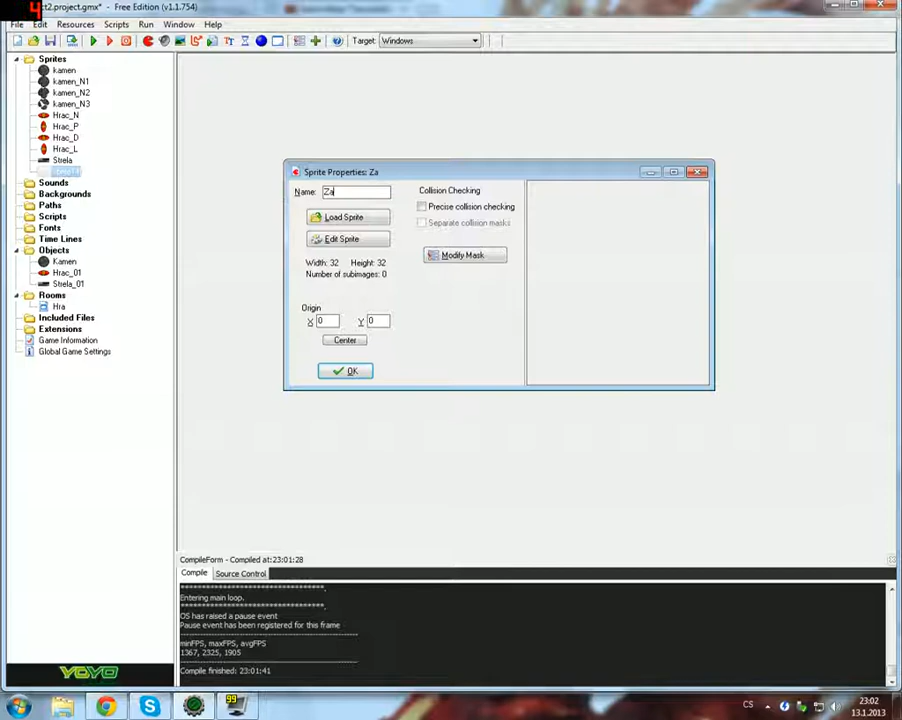 4
ct2.project.gmx* - Free Edition (v1.1.754)
File Edit Resources Scripts Run Window Help
Target: Windows
Sprites
kamen
kamen_N1
kamen_N2
kamen_N3
Hrac_N
Hrac_P
Hrac_D
Hrac_L
Strela
Sounds
Backgrounds
Paths
Scripts
Fonts
Time Lines
Objects
Kamen
Hrac_01
Strela_01
Rooms
Hra
Included Files
Extensions
Game Information
Global Game Settings
Sprite Properties: Za
Name: Za
Load Sprite
Edit Sprite
Width: 32 Height: 32
Number of subimages: 0
Origin
X 0 Y 0
Center
OK
Collision Checking
Precise collision checking
Separate collision masks
Modify Mask
CompileForm - Compiled at:23:01:28
Compile Source Control
***********************************.
Entering main loop.
***********************************.
OS has raised a pause event
Pause event has been registered for this frame
minFPS, maxFPS, avgFPS
1367, 2325, 1905
Compile finished: 23:01:41
YOYO
99
CS
23:02
13.1.2013